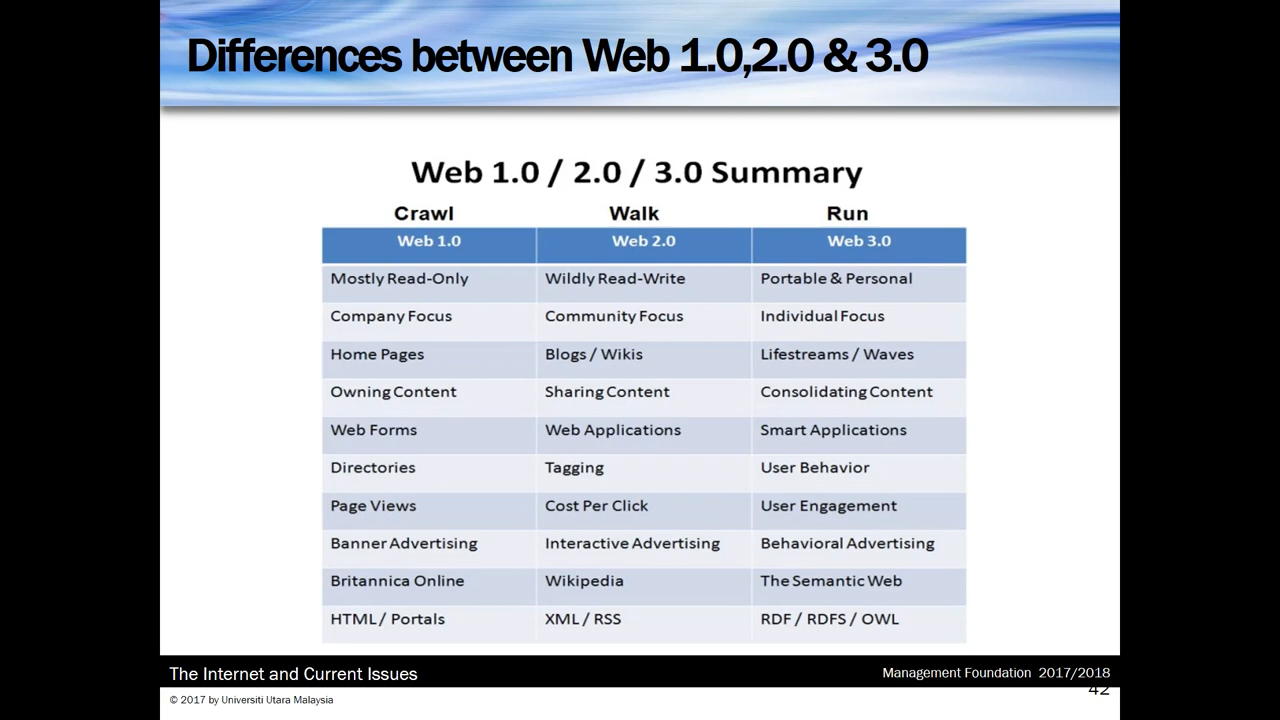 Differences between Web 1.0,2.0 & 3.0
Web 1.0 / 2.0 / 3.0 Summary
Crawl Walk Run
Web 1.0 Web 2.0 Web 3.0
Mostly Read-Only Wildly Read-Write Portable & Personal
Company Focus Community Focus Individual Focus
Home Pages Blogs / Wikis Lifestreams / Waves
Owning Content Sharing Content Consolidating Content
Web Forms Web Applications Smart Applications
Directories Tagging User Behavior
Page Views Cost Per Click User Engagement
Banner Advertising Interactive Advertising Behavioral Advertising
Britannica Online Wikipedia The Semantic Web
HTML / Portals XML / RSS RDF / RDFS / OWL
The Internet and Current Issues Management Foundation 2017/2018
42
© 2017 by Universiti Utara Malaysia